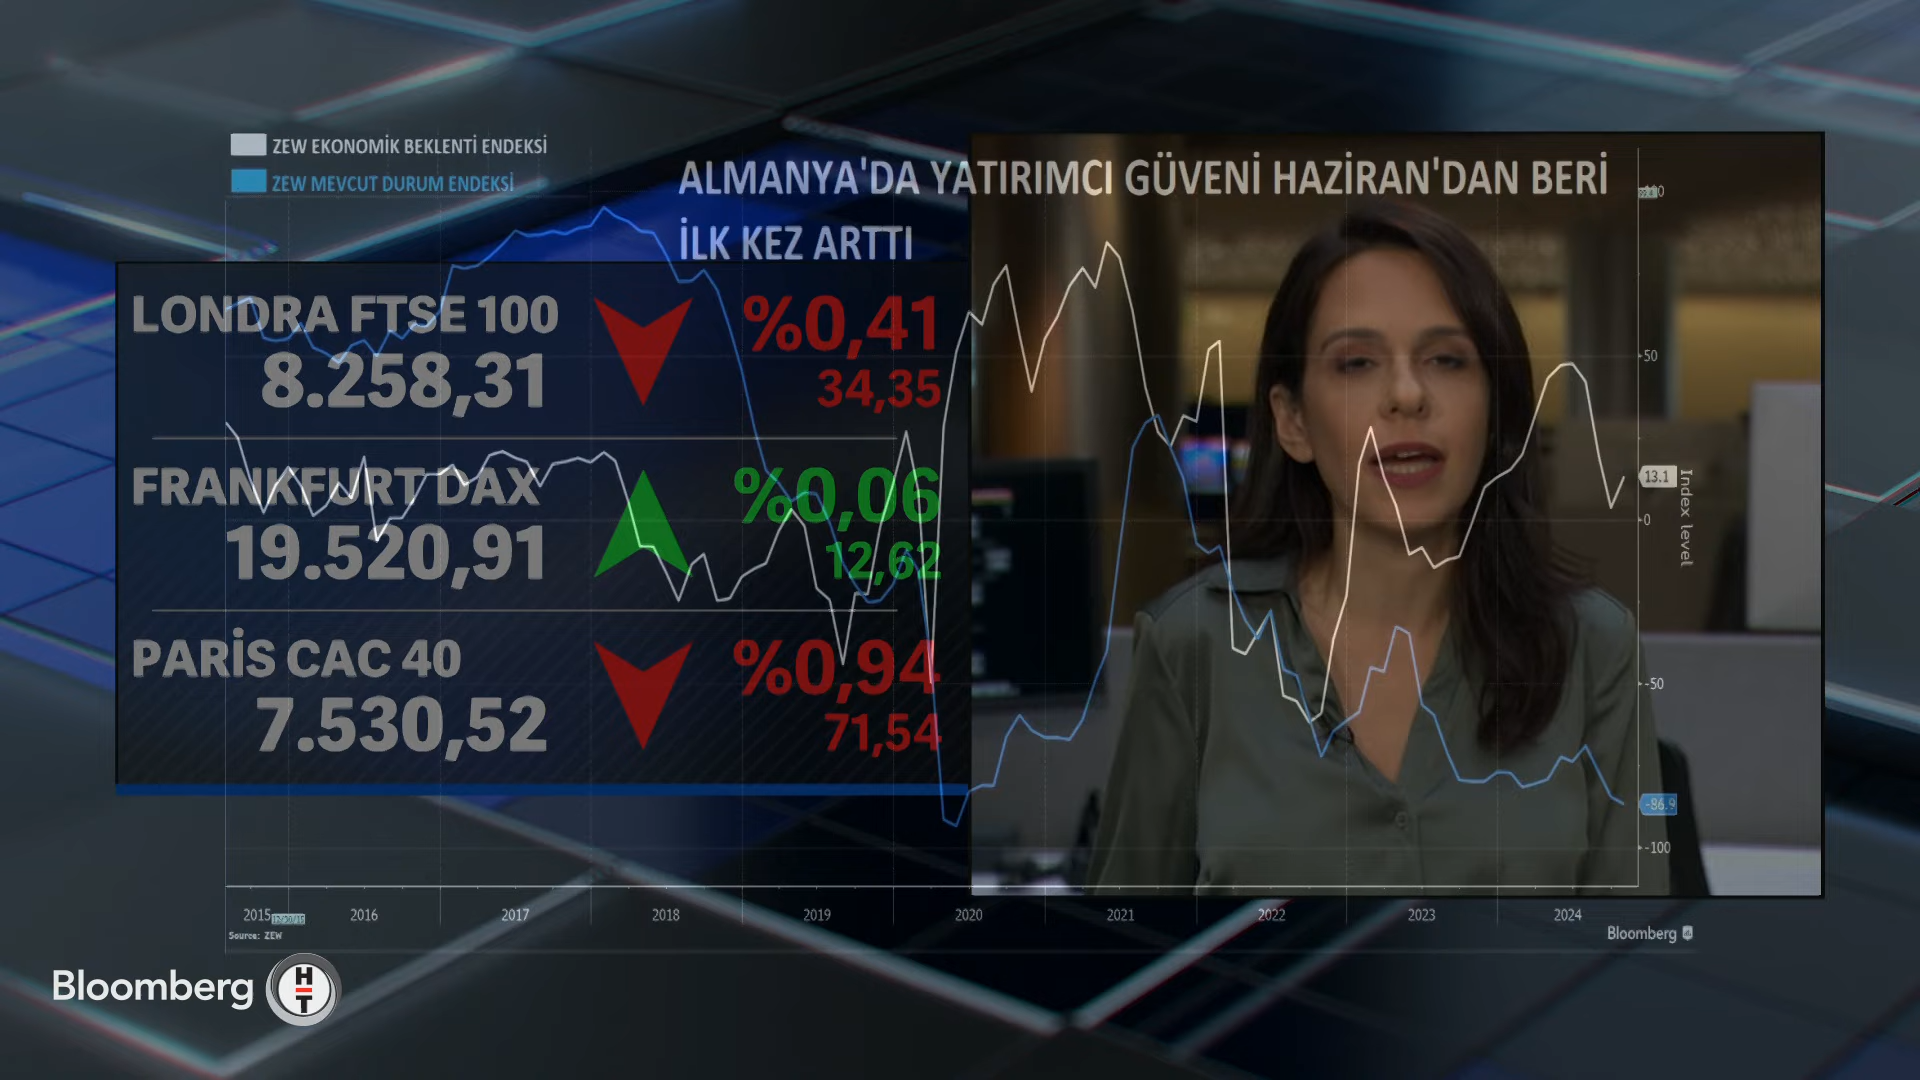 ZEW EKONOMİK BEKLENTİ ENDEKSİ
ZEW MEVCUT DURUM ENDEKSİ
ALMANYA'DA YATIRIMCI GÜVENİ HAZİRAN'DAN BERİ
İLK KEZ ARTTI
LONDRA FTSE 100
8.258,31
%0,41
34,35
FRANKFURT DAX
19.520,91
%0,06
12,62
PARİS CAC 40
7.530,52
%0,94
71,54
50
13.1
0
Index level
-50
-86.9
-100
2015 2016 2017 2018 2019 2020 2021 2022 2023 2024
Source: ZEW
Bloomberg
Bloomberg HT